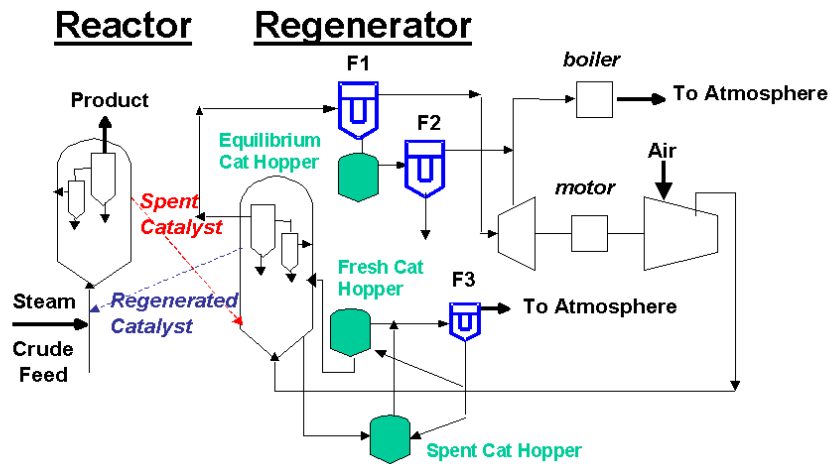 Reactor
Regenerator
F1
boiler
To Atmosphere
Product
F2
Equilibrium
Cat Hopper
Air
motor
Spent
Catalyst
Fresh Cat
Hopper
F3
To Atmosphere
Steam
Regenerated
Catalyst
Crude
Feed
Spent Cat Hopper